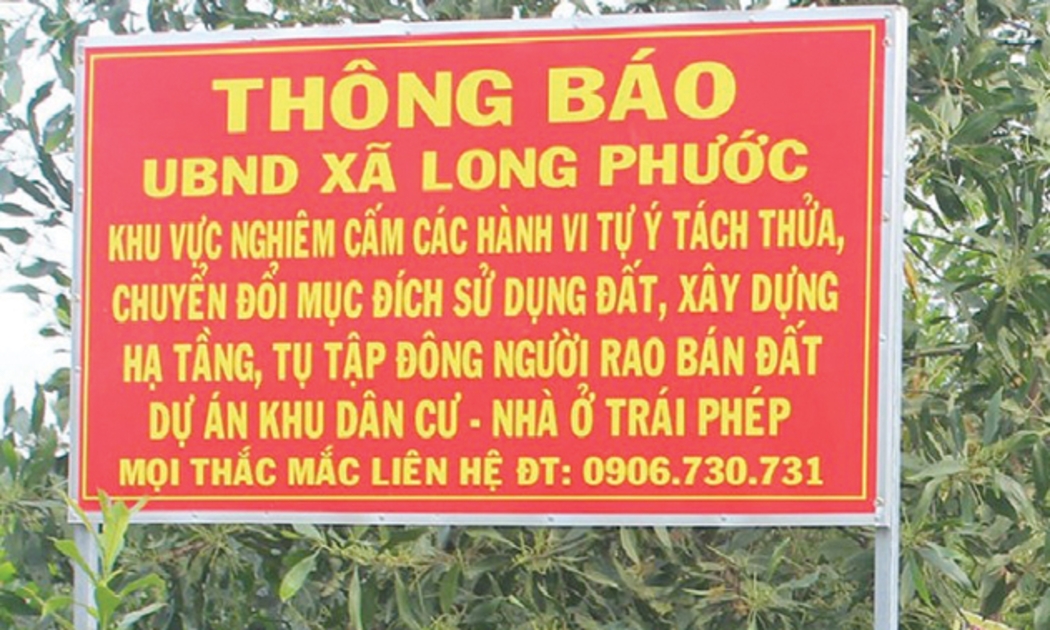 THÔNG BÁO
UBND XÃ LONG PHƯỚC
KHU VỰC NGHIÊM CẤM CÁC HÀNH VI TỰ Ý TÁCH THỬA,
CHUYỂN ĐỔI MỤC ĐÍCH SỬ DỤNG ĐẤT, XÂY DỰNG
HẠ TẦNG, TỤ TẬP ĐÔNG NGƯỜI RAO BÁN ĐẤT
DỰ ÁN KHU DÂN CƯ - NHÀ Ở TRÁI PHÉP
MỌI THẮC MẮC LIÊN HỆ ĐT: 0906.730.731